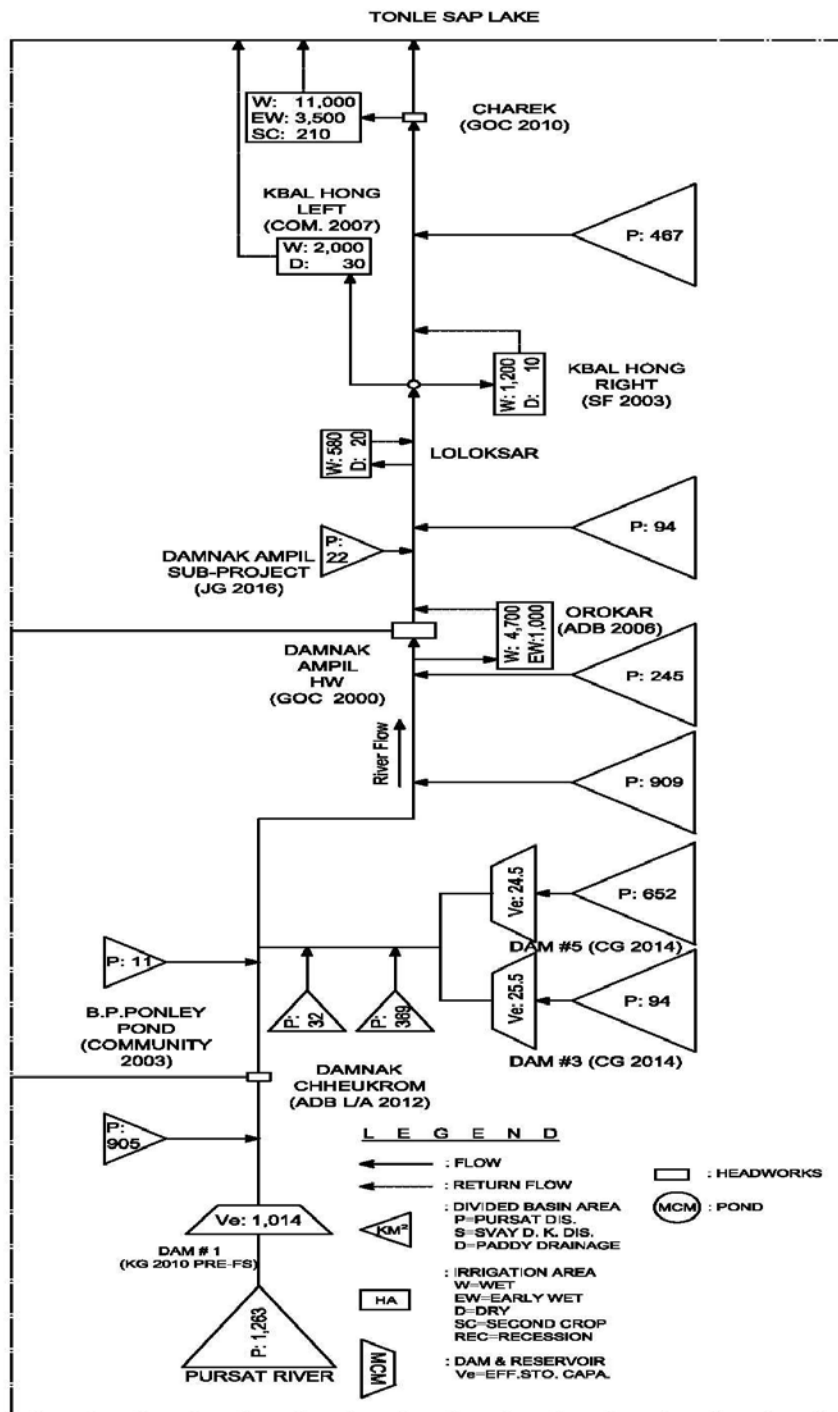 TONLE SAP LAKE
W: 11,000
EW: 3,500
SC: 210
CHAREK
(GOC 2010)
KBAL HONG
LEFT
(COM. 2007)
W: 2,000
D: 30
P: 467
W: 1,200
D: 10
KBAL HONG
RIGHT
(SF 2003)
W: 580
D: 20
LOLOKSAR
P: 94
P:
22
DAMNAK AMPIL
SUB-PROJECT
(JG 2016)
W: 4,700
EW:1,000
OROKAR
(ADB 2006)
DAMNAK
AMPIL
HW
(GOC 2000)
P: 245
River Flow
P: 909
Ve: 24.5
P: 652
DAM #5 (CG 2014)
P: 11
P: 32
P: 369
Ve: 25.5
P: 94
DAM #3 (CG 2014)
B.P.PONLEY
POND
(COMMUNITY
2003)
DAMNAK
CHHEUKROM
(ADB L/A 2012)
P:
905
Ve: 1,014
DAM # 1
(KG 2010 PRE-FS)
P: 1,263
PURSAT RIVER
L E G E N D
: FLOW
: RETURN FLOW
KM²
: DIVIDED BASIN AREA
P=PURSAT DIS.
S=SVAY D. K. DIS.
D=PADDY DRAINAGE
HA
: IRRIGATION AREA
W=WET
EW=EARLY WET
D=DRY
SC=SECOND CROP
REC=RECESSION
MCM
: DAM & RESERVOIR
Ve=EFF.STO. CAPA.
: HEADWORKS
MCM
: POND